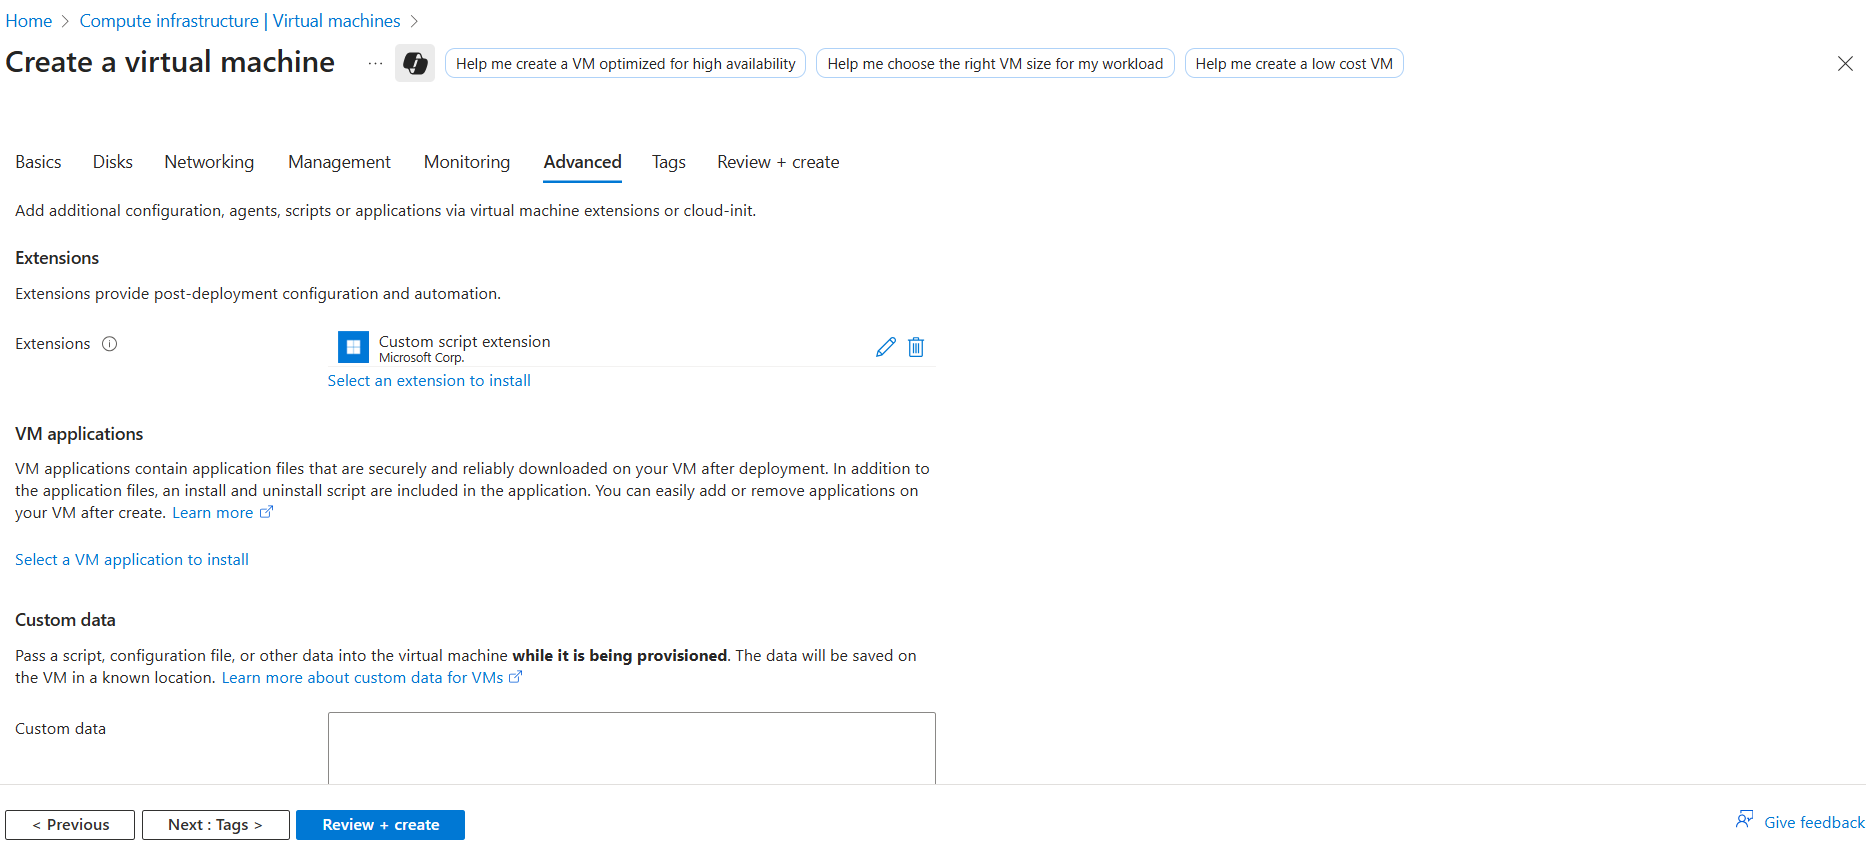 Home > Compute infrastructure | Virtual machines >
Create a virtual machine ... Help me create a VM optimized for high availability Help me choose the right VM size for my workload Help me create a low cost VM
Basics Disks Networking Management Monitoring Advanced Tags Review + create
Add additional configuration, agents, scripts or applications via virtual machine extensions or cloud-init.
Extensions
Extensions provide post-deployment configuration and automation.
Extensions
Custom script extension
Microsoft Corp.
Select an extension to install
VM applications
VM applications contain application files that are securely and reliably downloaded on your VM after deployment. In addition to
the application files, an install and uninstall script are included in the application. You can easily add or remove applications on
your VM after create. Learn more
Select a VM application to install
Custom data
Pass a script, configuration file, or other data into the virtual machine while it is being provisioned. The data will be saved on
the VM in a known location. Learn more about custom data for VMs
Custom data
< Previous Next : Tags > Review + create Give feedback